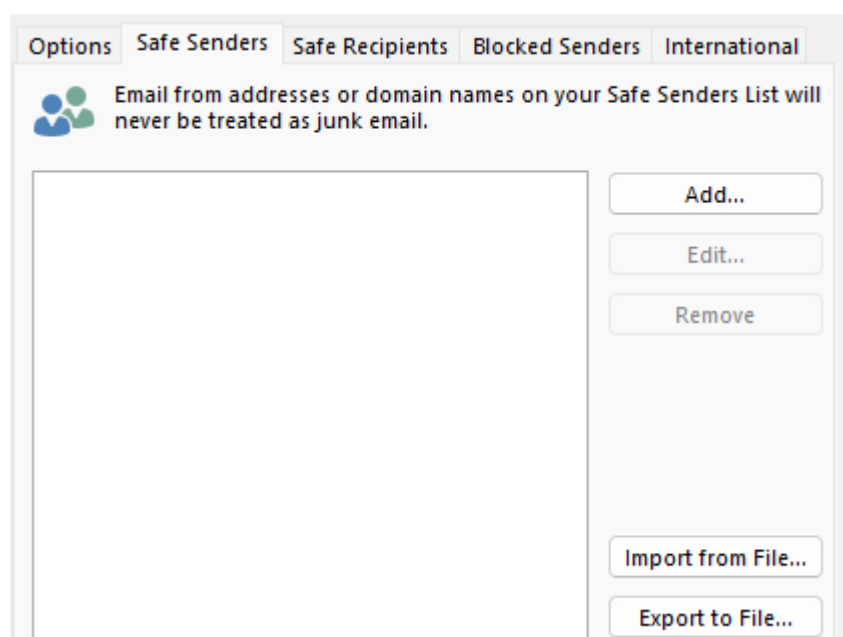 Options Safe Senders Safe Recipients Blocked Senders International
Email from addresses or domain names on your Safe Senders List will
never be treated as junk email.
Add...
Edit...
Remove
Import from File...
Export to File...